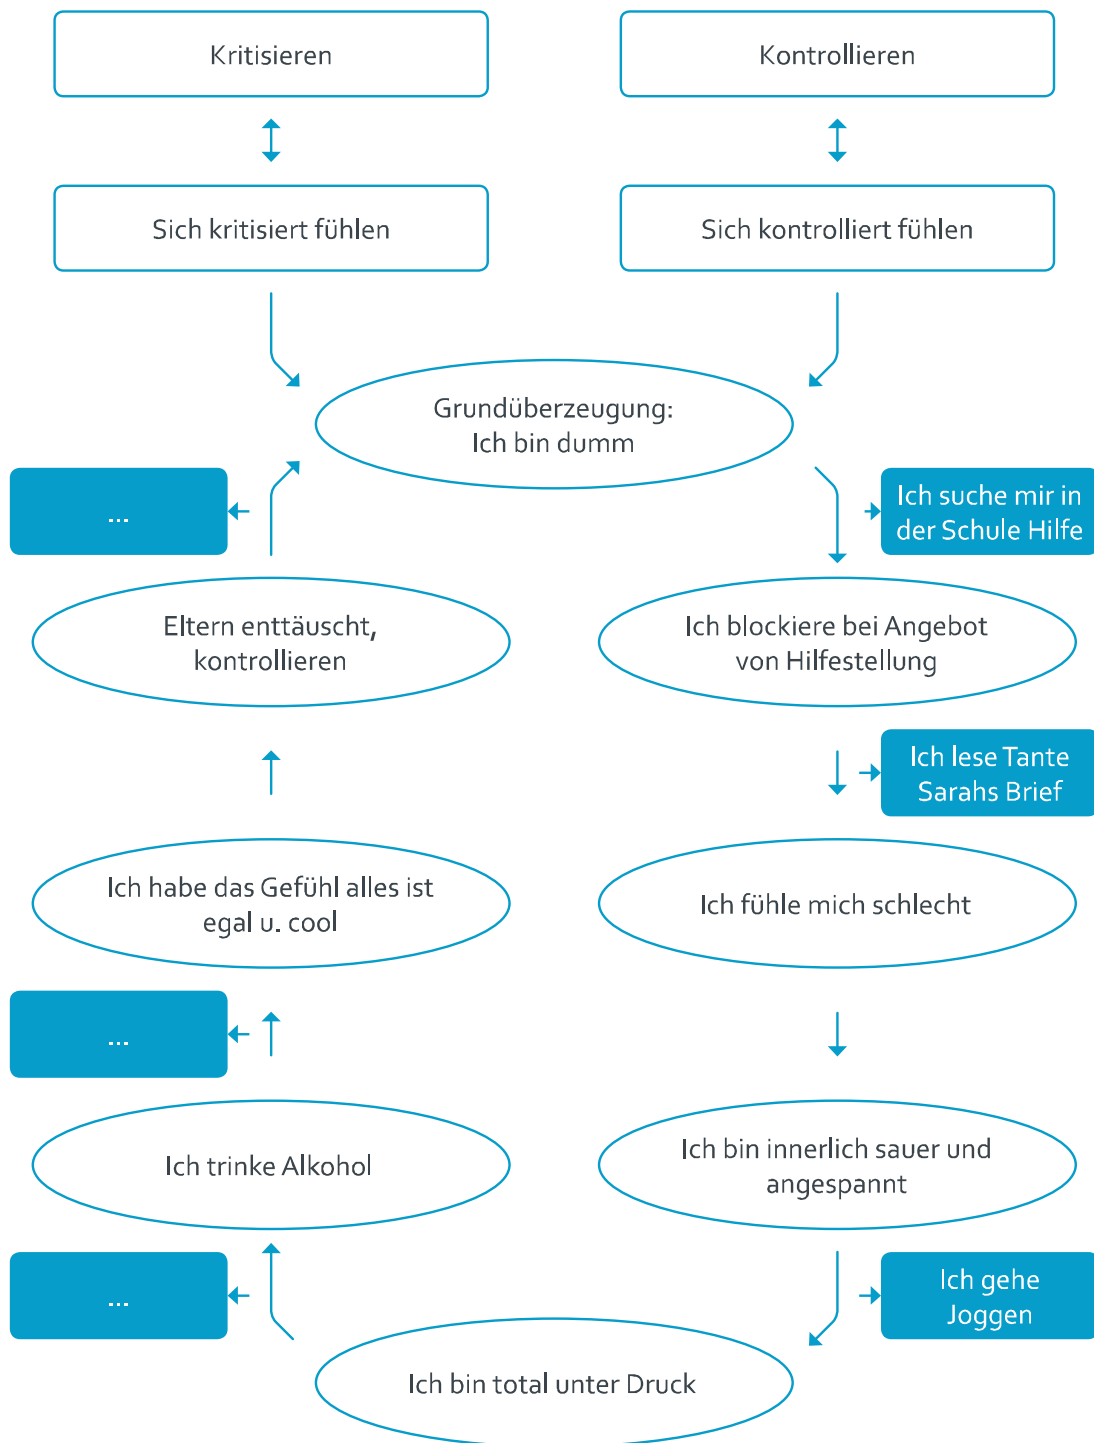 Kritisieren
Kontrollieren
Sich kritisiert fühlen
Sich kontrolliert fühlen
Grundüberzeugung:
Ich bin dumm
...
Ich suche mir in
der Schule Hilfe
Eltern enttäuscht,
kontrollieren
Ich blockiere bei Angebot
von Hilfestellung
Ich lese Tante
Sarahs Brief
Ich habe das Gefühl alles ist
egal u. cool
Ich fühle mich schlecht
...
Ich trinke Alkohol
Ich bin innerlich sauer und
angespannt
...
Ich gehe
Joggen
Ich bin total unter Druck